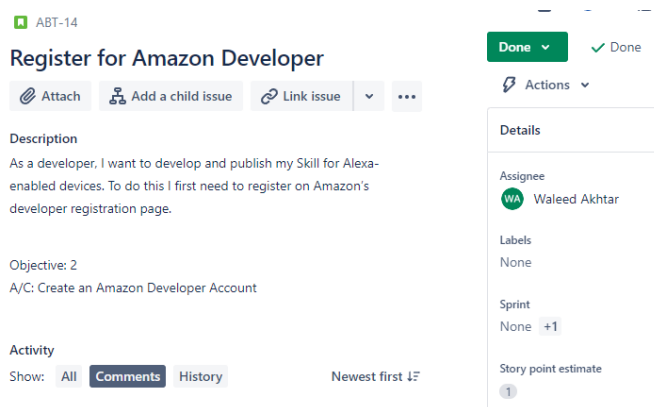 ABT-14
Register for Amazon Developer
Attach
Add a child issue
Link issue
Description
As a developer, I want to develop and publish my Skill for Alexa-
enabled devices. To do this I first need to register on Amazon's
developer registration page.
Objective: 2
A/C: Create an Amazon Developer Account
Activity
Show: All Comments History Newest first
Done
Done
Actions
Details
Assignee
WA Waleed Akhtar
Labels
None
Sprint
None +1
Story point estimate
1